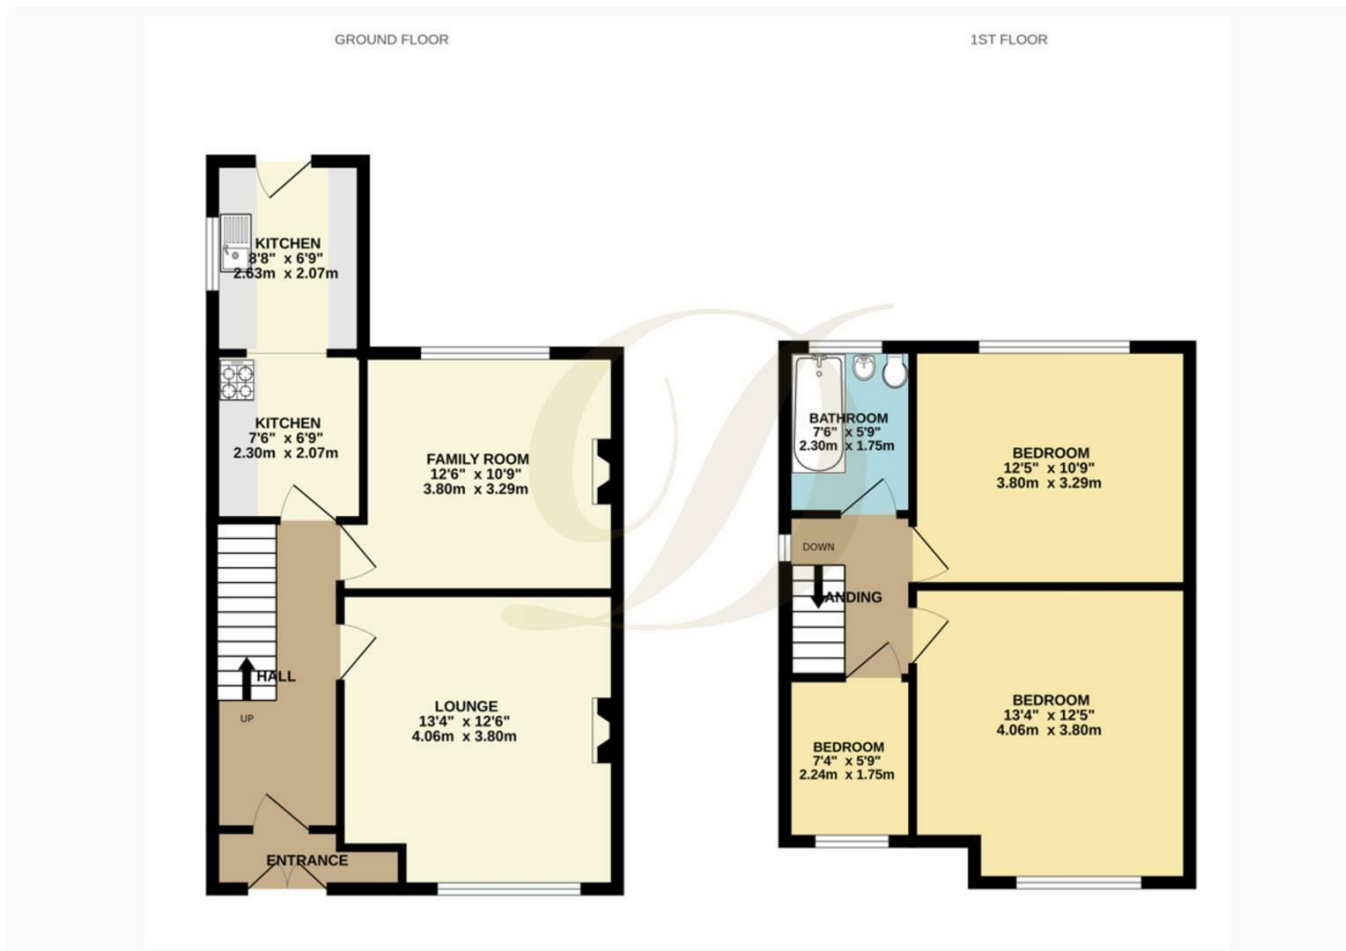 GROUND FLOOR
KITCHEN
8'8" x 6'9"
2.63m x 2.07m
KITCHEN
7'6" x 6'9"
2.30m x 2.07m
FAMILY ROOM
12'6" x 10'9"
3.80m x 3.29m
HALL
UP
LOUNGE
13'4" x 12'6"
4.06m x 3.80m
ENTRANCE
1ST FLOOR
BATHROOM
7'6" x 5'9"
2.30m x 1.75m
BEDROOM
12'5" x 10'9"
3.80m x 3.29m
DOWN
ANDING
BEDROOM
13'4" x 12'5"
4.06m x 3.80m
BEDROOM
7'4" x 5'9"
2.24m x 1.75m
D